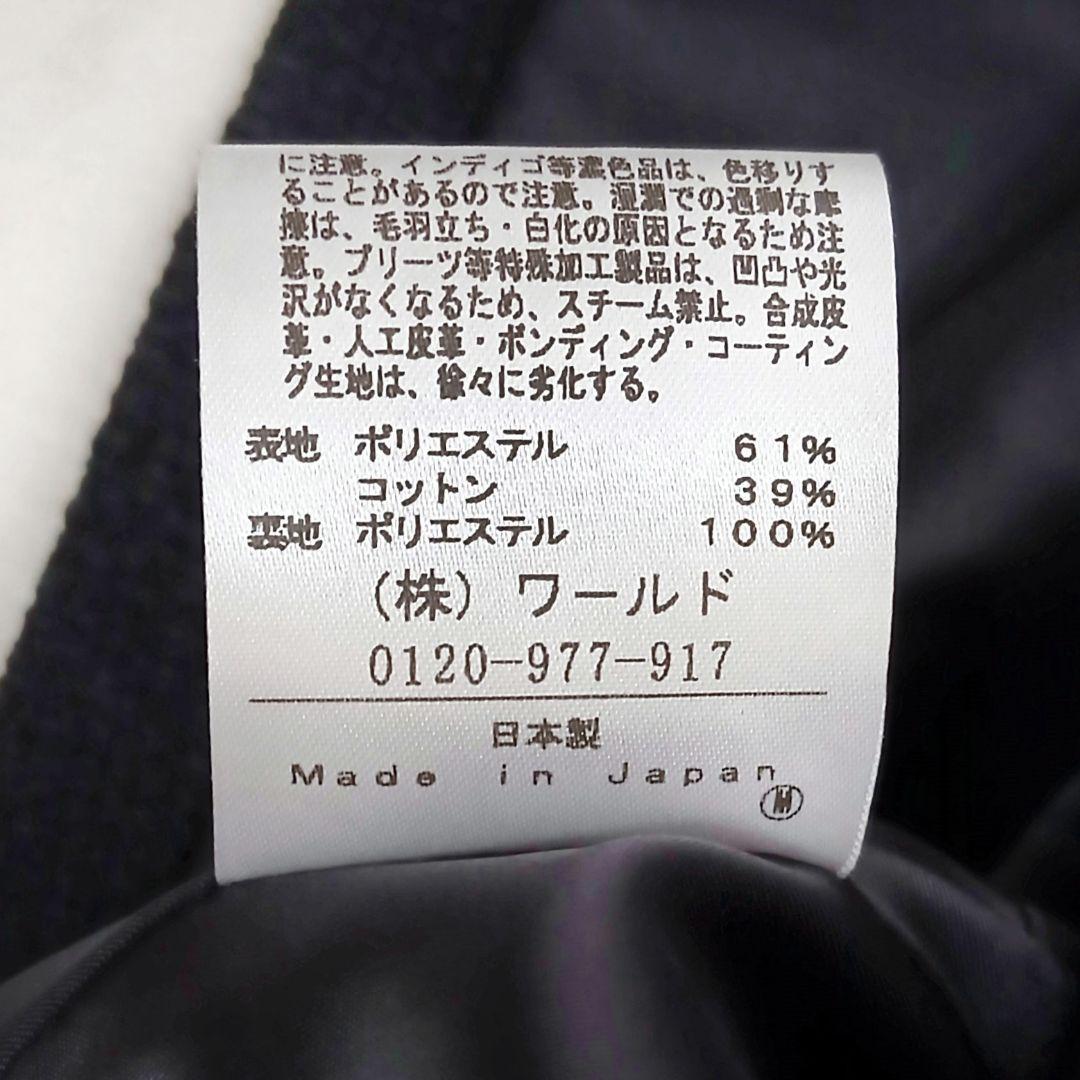 に注意。インディゴ等濃色品は、色移りす
ることがあるので注意。湿潤での過剰な摩
擦は、毛羽立ち・白化の原因となるため注
意。プリーツ等特殊加工製品は、凹凸や光
沢がなくなるため、スチーム禁止。合成皮
革・人工皮革・ボンディング・コーティン
グ生地は、徐々に劣化する。
表地 ポリエステル 61%
コットン 39%
裏地 ポリエステル 100%
(株) ワールド
0120-977-917
日本製
Made in Japan
M